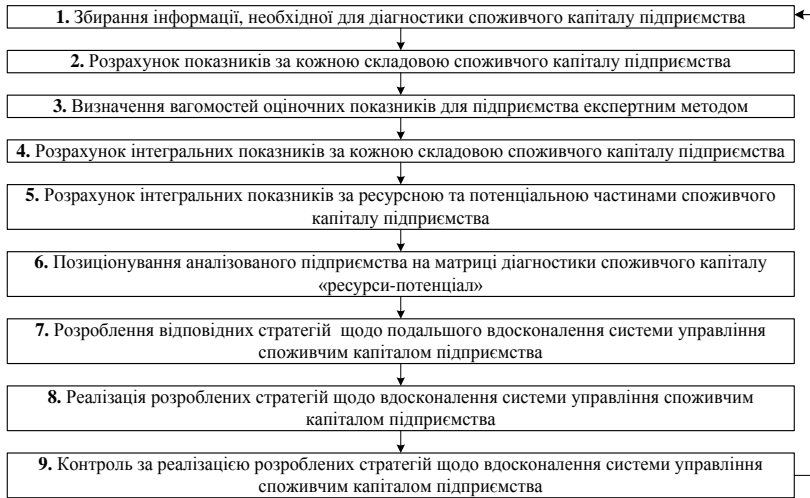 1. Збирання інформації, необхідної для діагностики споживчого капіталу підприємства
2. Розрахунок показників за кожною складовою споживчого капіталу підприємства
3. Визначення вагомостей оціночних показників для підприємства експертним методом
4. Розрахунок інтегральних показників за кожною складовою споживчого капіталу підприємства
5. Розрахунок інтегральних показників за ресурсною та потенціальною частинами споживчого
капіталу підприємства
6. Позиціонування аналізованого підприємства на матриці діагностики споживчого капіталу
«ресурси-потенціал»
7. Розроблення відповідних стратегій щодо подальшого вдосконалення системи управління
споживчим капіталом підприємства
8. Реалізація розроблених стратегій щодо вдосконалення системи управління споживчим
капіталом підприємства
9. Контроль за реалізацією розроблених стратегій щодо вдосконалення системи управління
споживчим капіталом підприємства